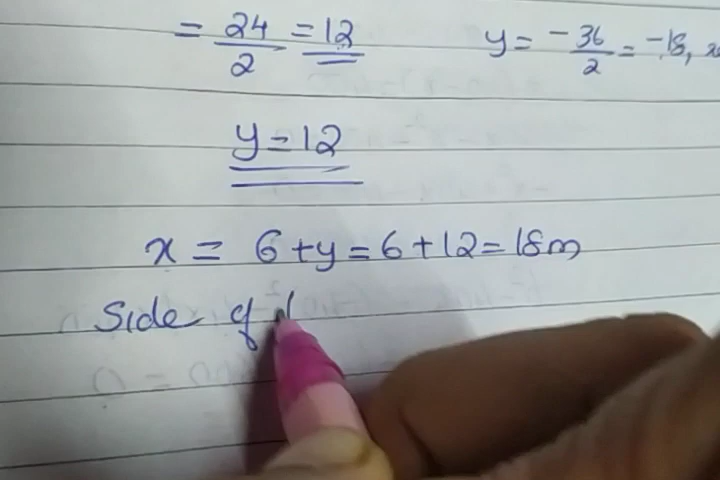 = 24/2 = 12 y = -36/2 = -18,
y = 12
x = 6 + y = 6 + 12 = 18m
Side of